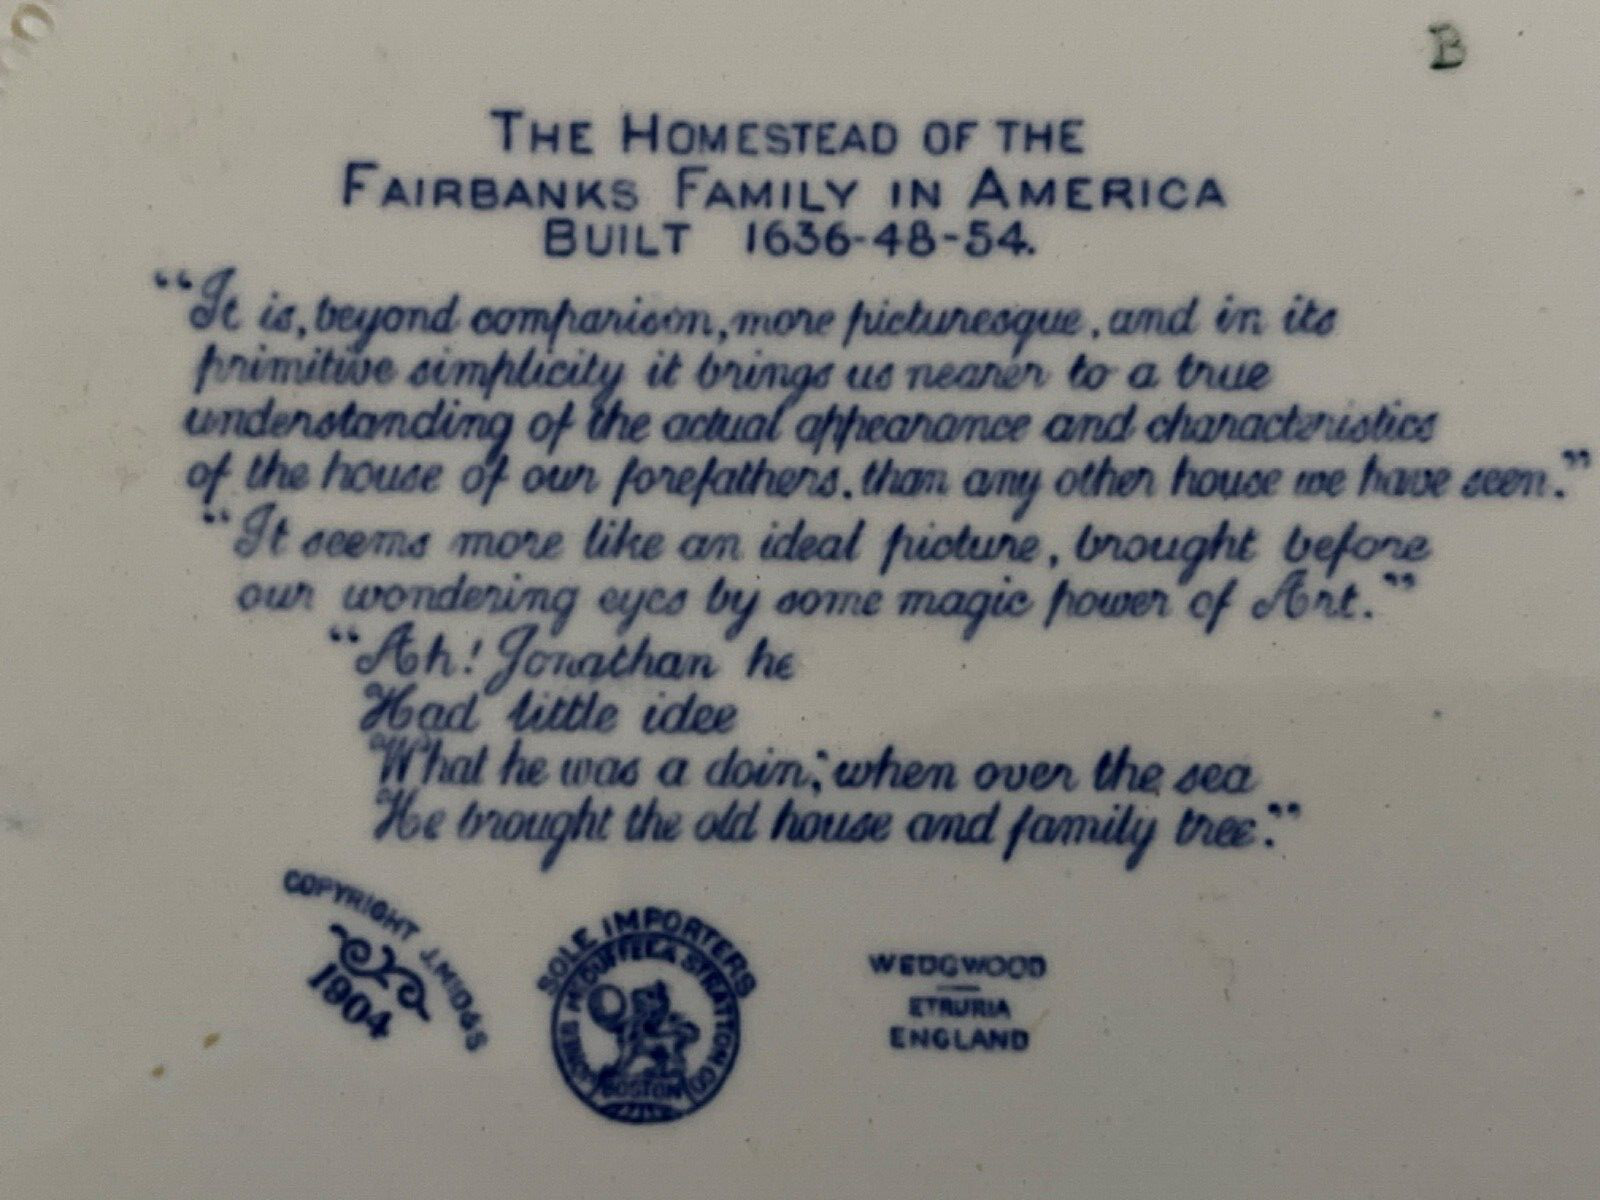 B
THE HOMESTEAD OF THE
FAIRBANKS FAMILY IN AMERICA
BUILT 1636-48-54.
“It is, beyond comparison, more picturesque, and in its
primitive simplicity it brings us nearer to a true
understanding of the actual appearance and characteristics
of the house of our forefathers, than any other house we have seen.”
“It seems more like an ideal picture, brought before
our wondering eyes by some magic power of Art.”
“Ah! Jonathan he
Had little idee
What he was a doin; when over the sea
He brought the old house and family tree.”
COPYRIGHT J.M&D&S
1904
SOLE IMPORTERS
JONES McDUFFEE & STRATTON CO
BOSTON
WEDGWOOD
ETRURIA
ENGLAND